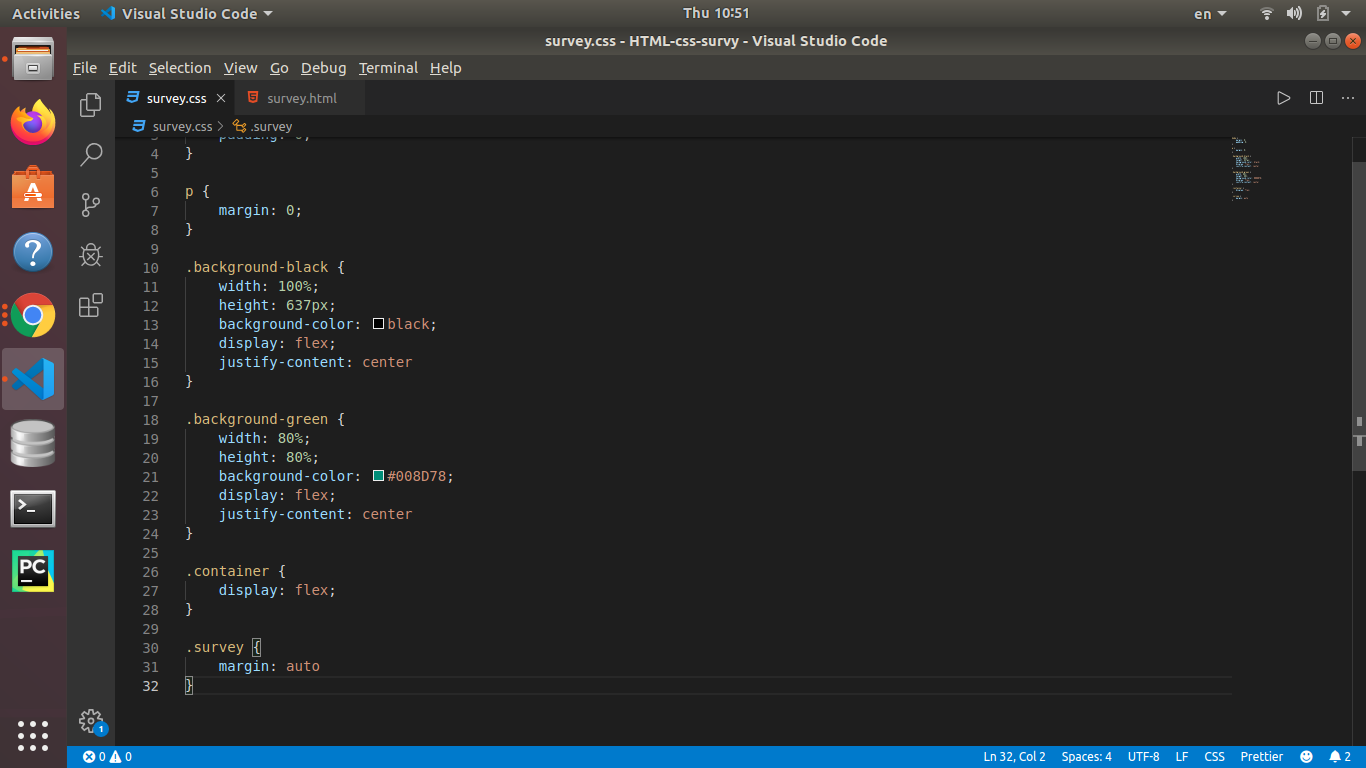 Activities Visual Studio Code Thu 10:51 en
survey.css - HTML-css-survy - Visual Studio Code
File Edit Selection View Go Debug Terminal Help
survey.css survey.html
survey.css .survey
3 padding: 0;
4 }
5
6 p {
7 margin: 0;
8 }
9
10 .background-black {
11 width: 100%;
12 height: 637px;
13 background-color: black;
14 display: flex;
15 justify-content: center
16 }
17
18 .background-green {
19 width: 80%;
20 height: 80%;
21 background-color: #008D78;
22 display: flex;
23 justify-content: center
24 }
25
26 .container {
27 display: flex;
28 }
29
30 .survey {
31 margin: auto
32 }
PC
1
0 0 Ln 32, Col 2 Spaces: 4 UTF-8 LF CSS Prettier 2